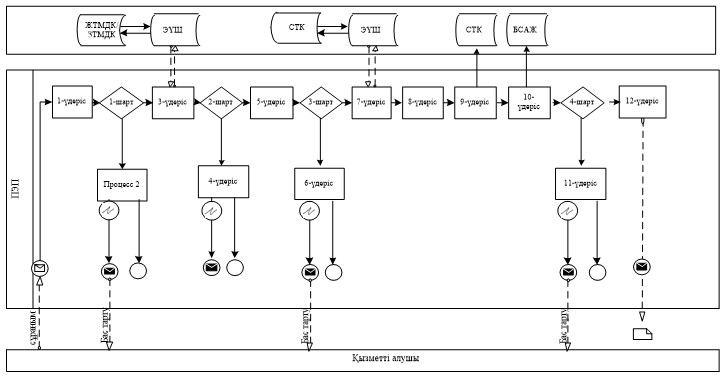 ЖТМДК/
ЗТМДК
ЭҮШ
СТК
ЭҮШ
СТК
БСАЖ
ПЭП
1-үдеріс
1-шарт
3-үдеріс
2-шарт
5-үдеріс
3-шарт
7-үдеріс
8-үдеріс
9-үдеріс
10-
үдеріс
4-шарт
12-үдеріс
Процесс 2
4-үдеріс
6-үдеріс
11-үдеріс
сұраным
Бас тарту
Бас тарту
Бас тарту
Қызметті алушы